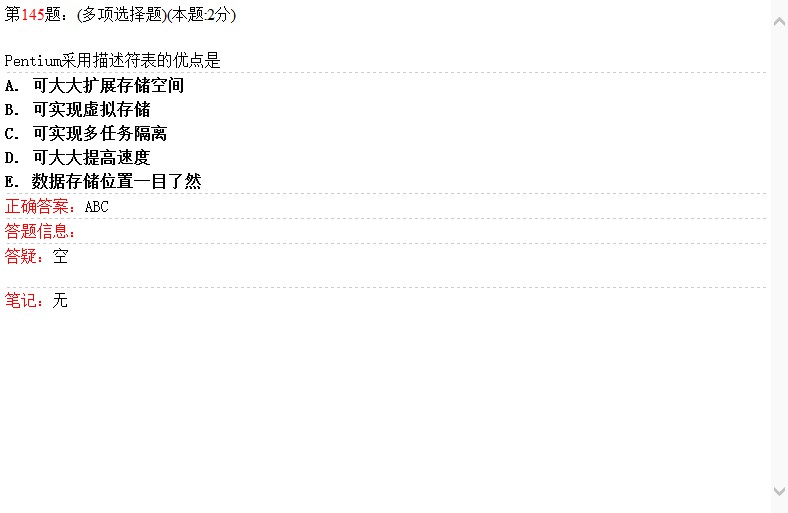 第145题：(多项选择题)(本题:2分)
Pentium采用描述符表的优点是
A. 可大大扩展存储空间
B. 可实现虚拟存储
C. 可实现多任务隔离
D. 可大大提高速度
E. 数据存储位置一目了然
正确答案：ABC
答题信息：
答疑：空
笔记：无